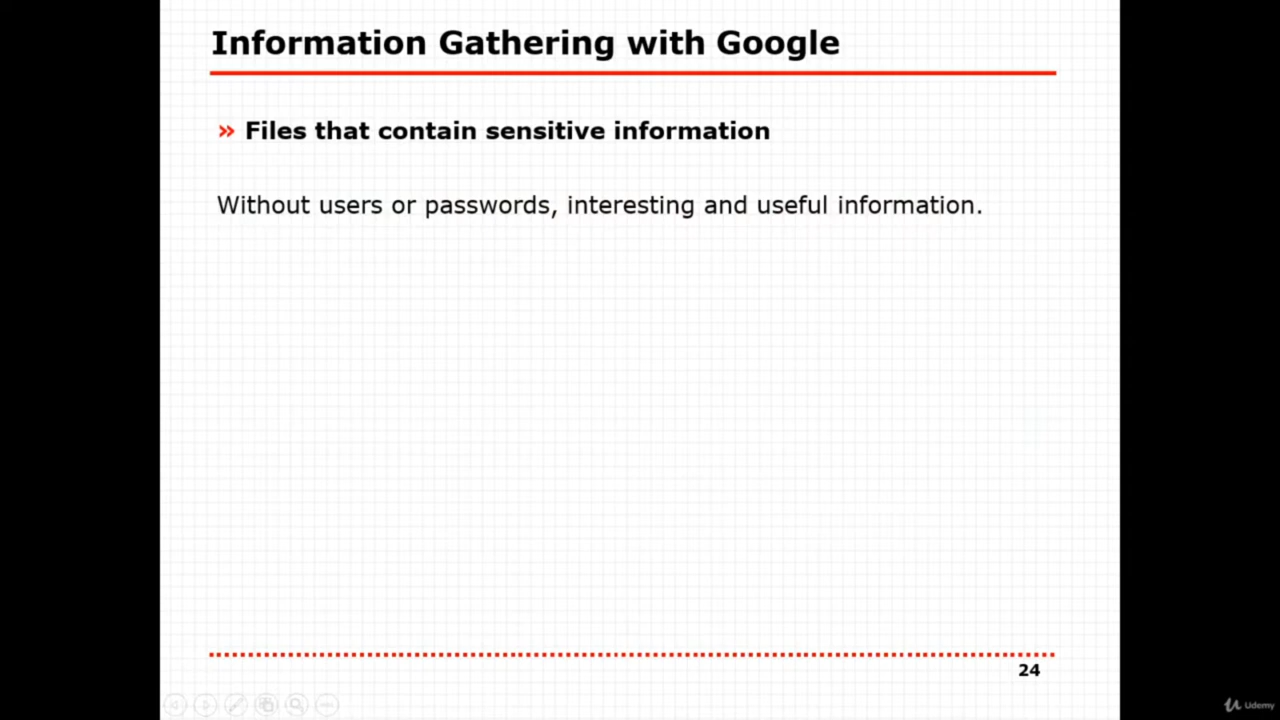 Information Gathering with Google
» Files that contain sensitive information
Without users or passwords, interesting and useful information.
24
Udemy